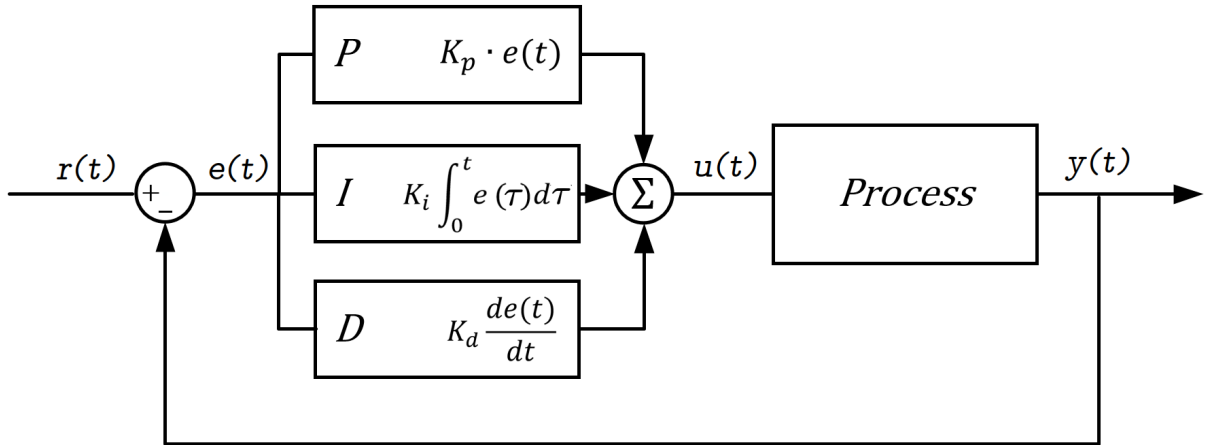 P K_p · e(t)
r(t) + − e(t) I K_i ∫_0^t e(τ)dτ Σ u(t) Process y(t)
D K_d de(t)/dt